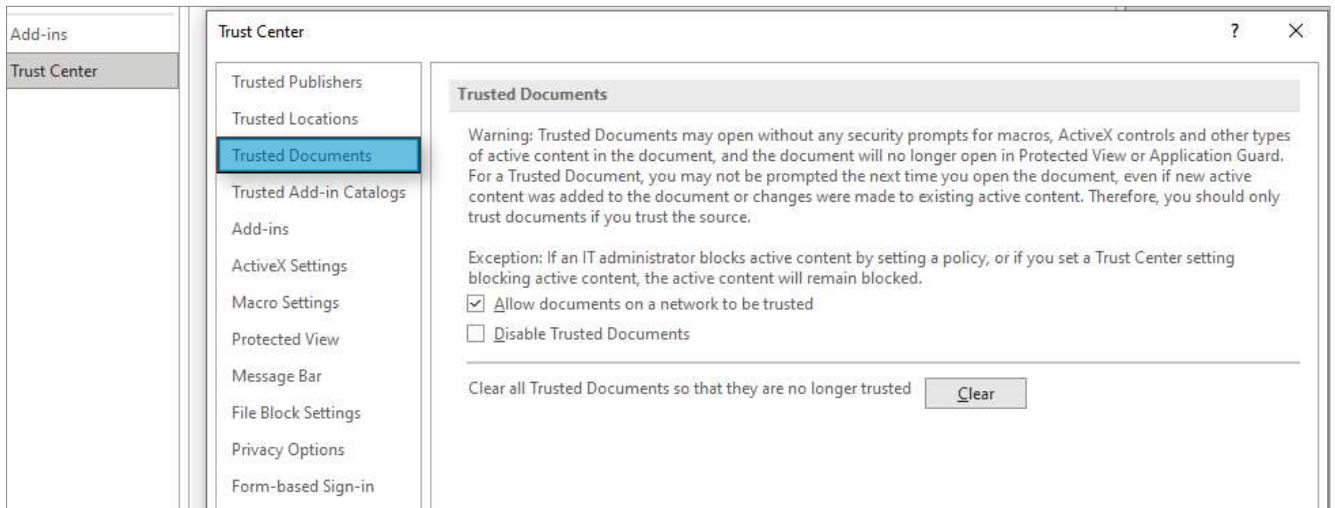 Add-ins
Trust Center
Trust Center
?
Trusted Publishers
Trusted Locations
Trusted Documents
Trusted Add-in Catalogs
Add-ins
ActiveX Settings
Macro Settings
Protected View
Message Bar
File Block Settings
Privacy Options
Form-based Sign-in
Trusted Documents
Warning: Trusted Documents may open without any security prompts for macros, ActiveX controls and other types
of active content in the document, and the document will no longer open in Protected View or Application Guard.
For a Trusted Document, you may not be prompted the next time you open the document, even if new active
content was added to the document or changes were made to existing active content. Therefore, you should only
trust documents if you trust the source.
Exception: If an IT administrator blocks active content by setting a policy, or if you set a Trust Center setting
blocking active content, the active content will remain blocked.
Allow documents on a network to be trusted
Disable Trusted Documents
Clear all Trusted Documents so that they are no longer trusted
Clear